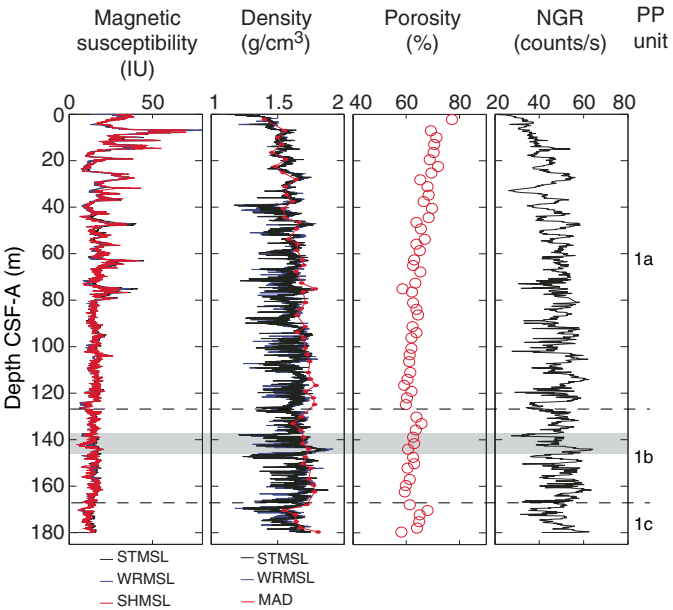 Magnetic susceptibility (IU)
Density (g/cm3)
Porosity (%)
NGR (counts/s)
PP unit
0 50
1 1.5 2
40 60 80
20 40 60 80
Depth CSF-A (m)
0
20
40
60
80
100
120
140
160
180
1a
1b
1c
STMSL
WRMSL
SHMSL
STMSL
WRMSL
MAD